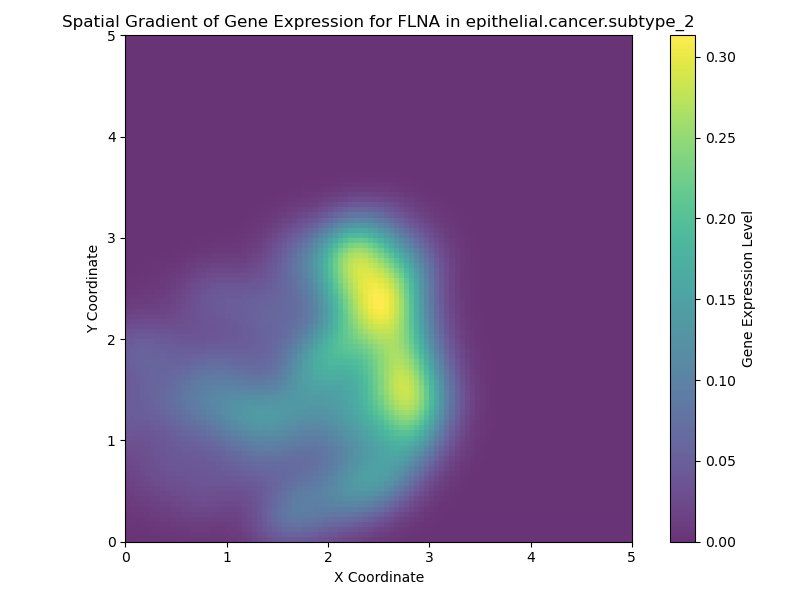 Spatial Gradient of Gene Expression for FLNA in epithelial.cancer.subtype_2
5
4
3
2
1
0
Y Coordinate
0 1 2 3 4 5
X Coordinate
0.30
0.25
0.20
0.15
0.10
0.05
0.00
Gene Expression Level